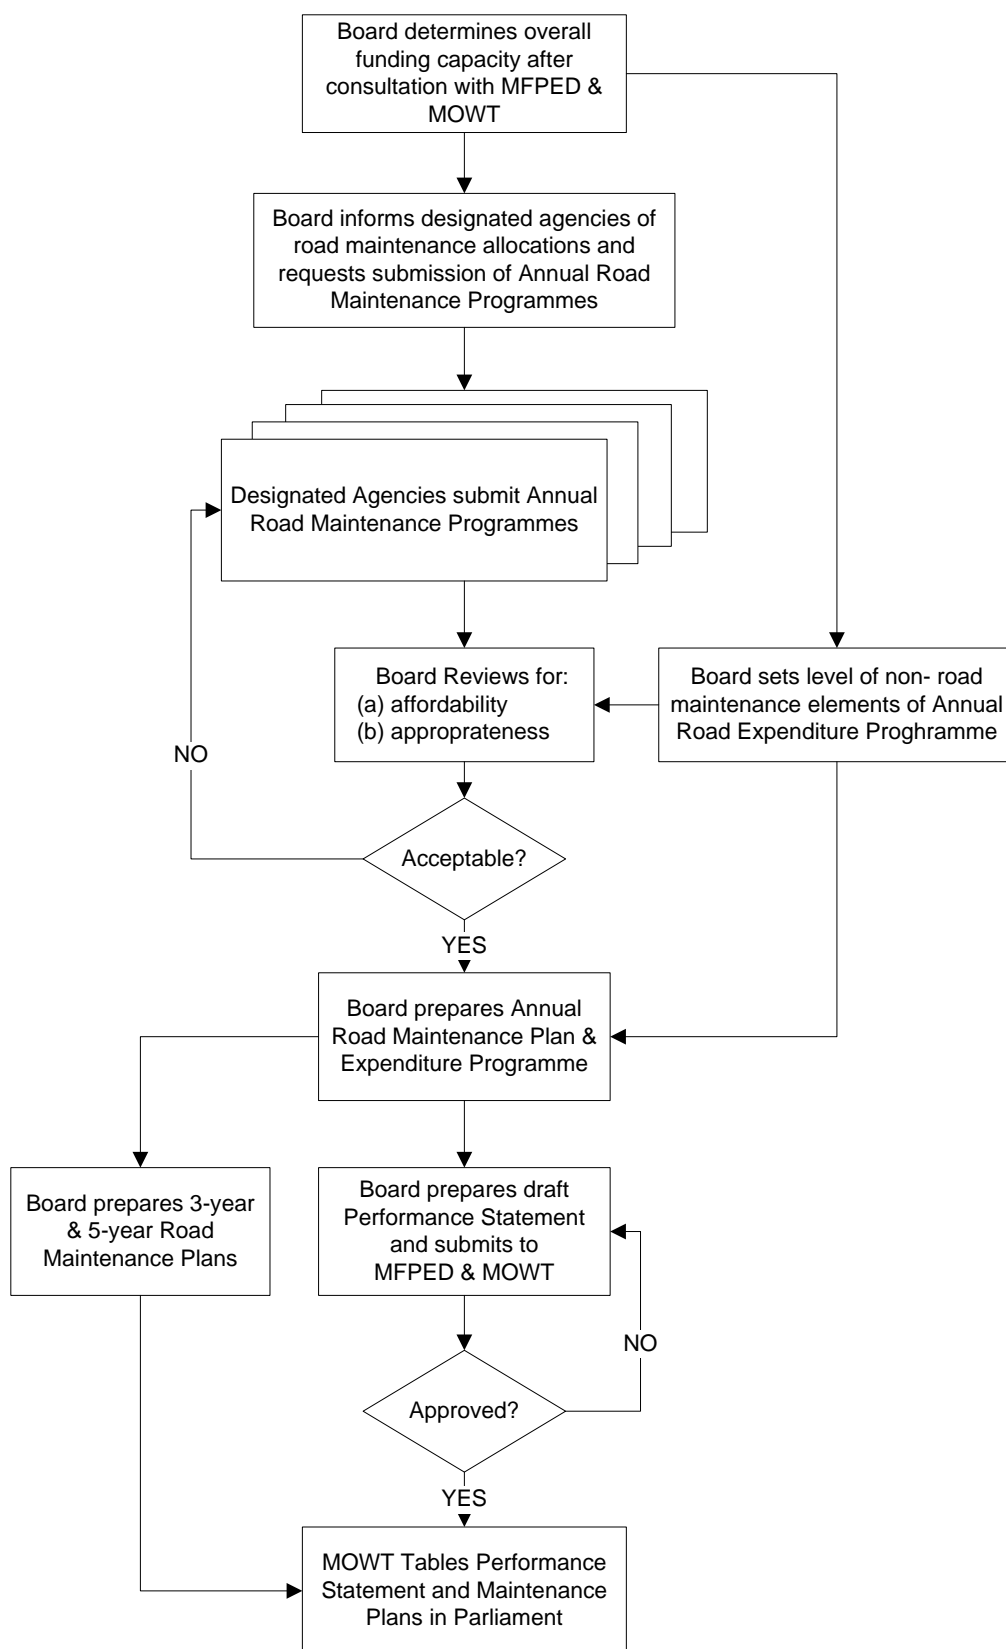 Board determines overall
funding capacity after
consultation with MFPED &
MOWT
Board informs designated agencies of
road maintenance allocations and
requests submission of Annual Road
Maintenance Programmes
Designated Agencies submit Annual
Road Maintenance Programmes
Board Reviews for:
(a) affordability
(b) approprateness
Board sets level of non- road
maintenance elements of Annual
Road Expenditure Proghramme
NO
Acceptable?
YES
Board prepares Annual
Road Maintenance Plan &
Expenditure Programme
Board prepares 3-year
& 5-year Road
Maintenance Plans
Board prepares draft
Performance Statement
and submits to
MFPED & MOWT
NO
Approved?
YES
MOWT Tables Performance
Statement and Maintenance
Plans in Parliament